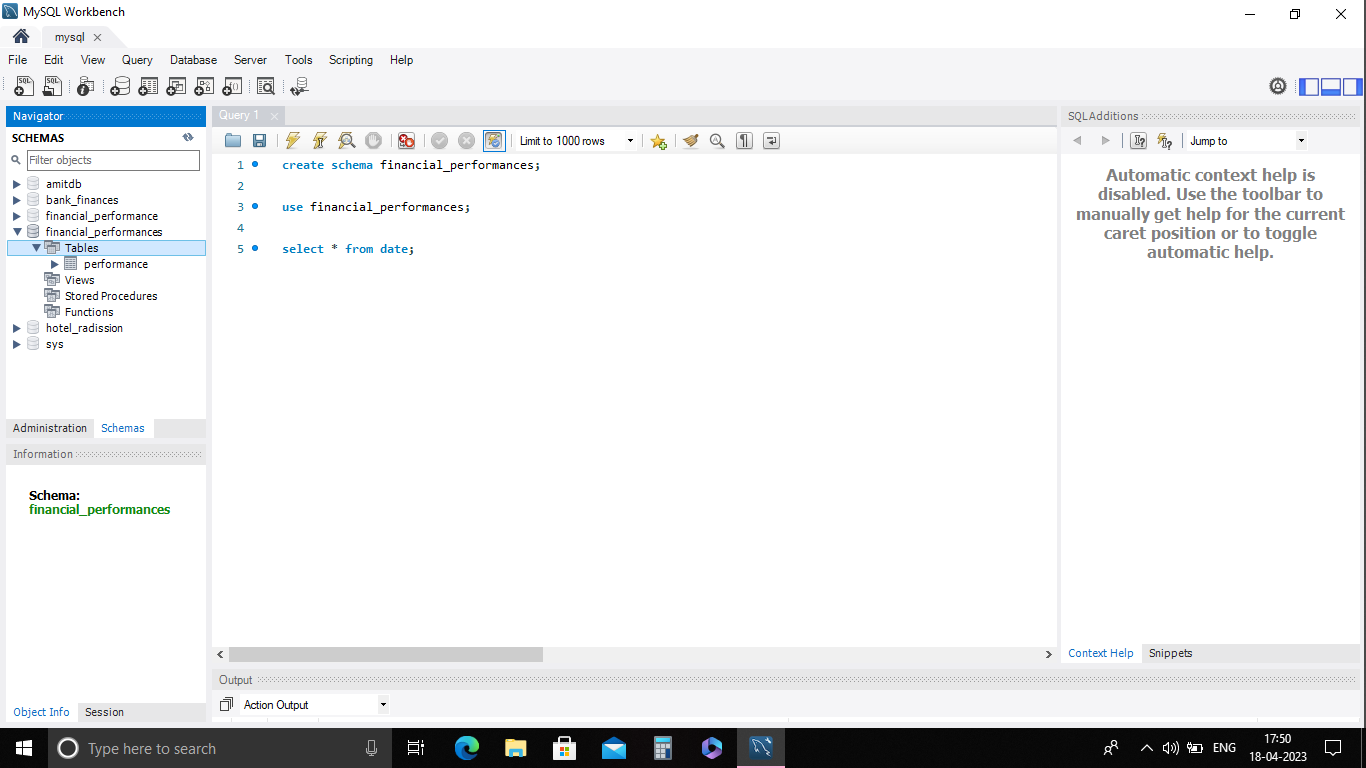 MySQL Workbench
mysql
File Edit View Query Database Server Tools Scripting Help
Navigator
SCHEMAS
Filter objects
amitdb
bank_finances
financial_performance
financial_performances
Tables
performance
Views
Stored Procedures
Functions
hotel_radission
sys
Administration Schemas
Information
Schema:
financial_performances
Object Info Session
Query 1
Limit to 1000 rows
1 create schema financial_performances;
2
3 use financial_performances;
4
5 select * from date;
Output
Action Output
SQLAdditions
Jump to
Automatic context help is
disabled. Use the toolbar to
manually get help for the current
caret position or to toggle
automatic help.
Context Help Snippets
Type here to search
ENG
17:50
18-04-2023